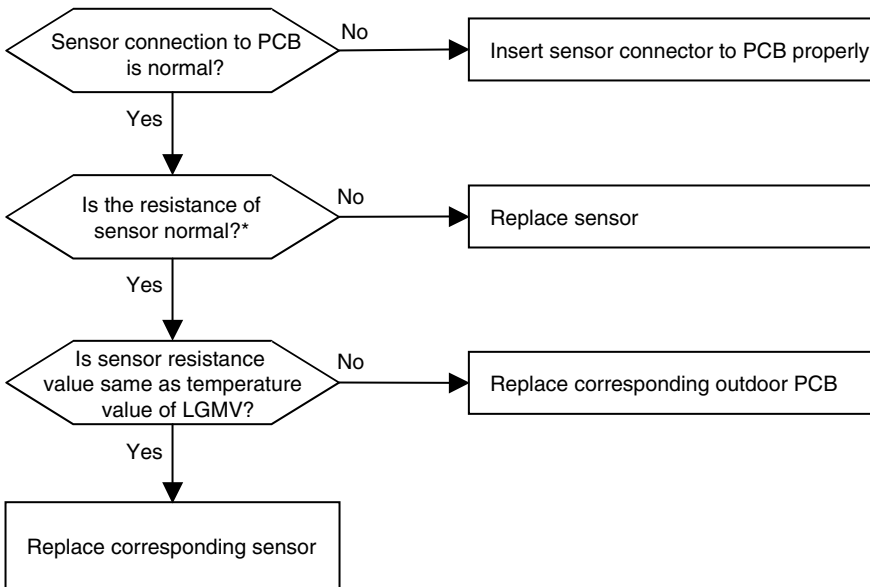 Sensor connection to PCB
is normal?
No
Insert sensor connector to PCB properly
Yes
Is the resistance of
sensor normal?*
No
Replace sensor
Yes
Is sensor resistance
value same as temperature
value of LGMV?
No
Replace corresponding outdoor PCB
Yes
Replace corresponding sensor